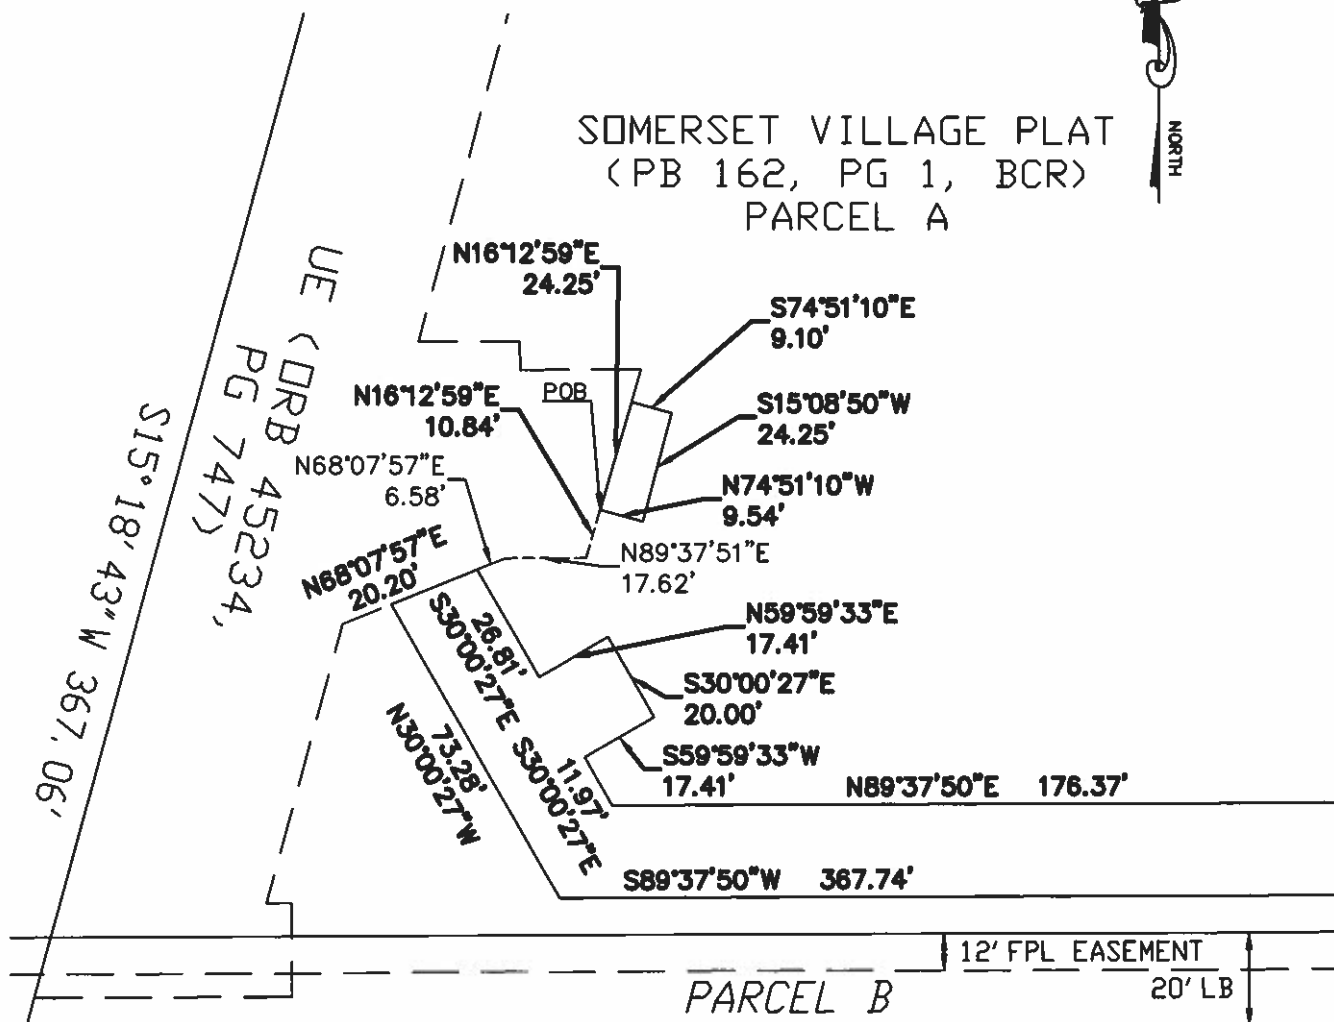 NORTH
SOMERSET VILLAGE PLAT
(PB 162, PG 1, BCR)
PARCEL A
N16°12'59"E
24.25'
S74°51'10"E
9.10'
UE (ORB 45234,
PG 747)
N16°12'59"E
10.84'
POB
S15°08'50"W
24.25'
N68°07'57"E
6.58'
N74°51'10"W
9.54'
S15°18'43"W 367.06'
N68°07'57"E
20.20'
N89°37'51"E
17.62'
26.81'
S30°00'27"E
N59°59'33"E
17.41'
S30°00'27"E
20.00'
73.28'
N30°00'27"W
11.97'
S30°00'27"E
S59°59'33"W
17.41'
N89°37'50"E 176.37'
S89°37'50"W 367.74'
12' FPL EASEMENT
20' LB
PARCEL B